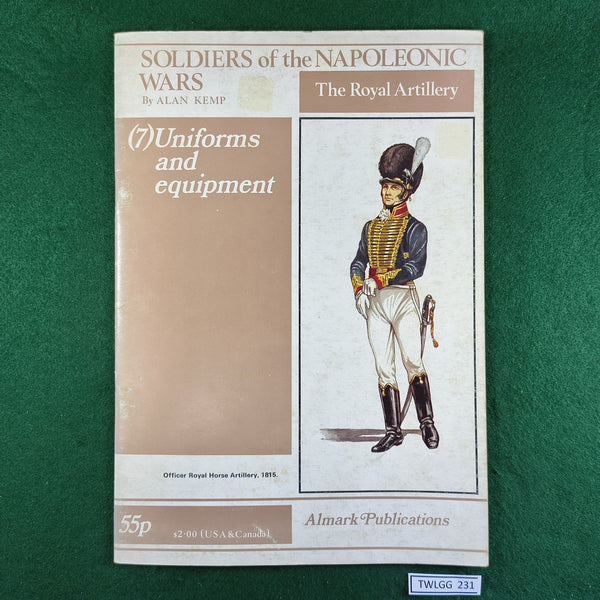 SOLDIERS of the NAPOLEONIC
WARS
By ALAN KEMP
The Royal Artillery
(7)Uniforms
and
equipment
Officer Royal Horse Artillery, 1815.
55p
$2·00 (USA & Canada)
Almark Publications
TWLGG 231